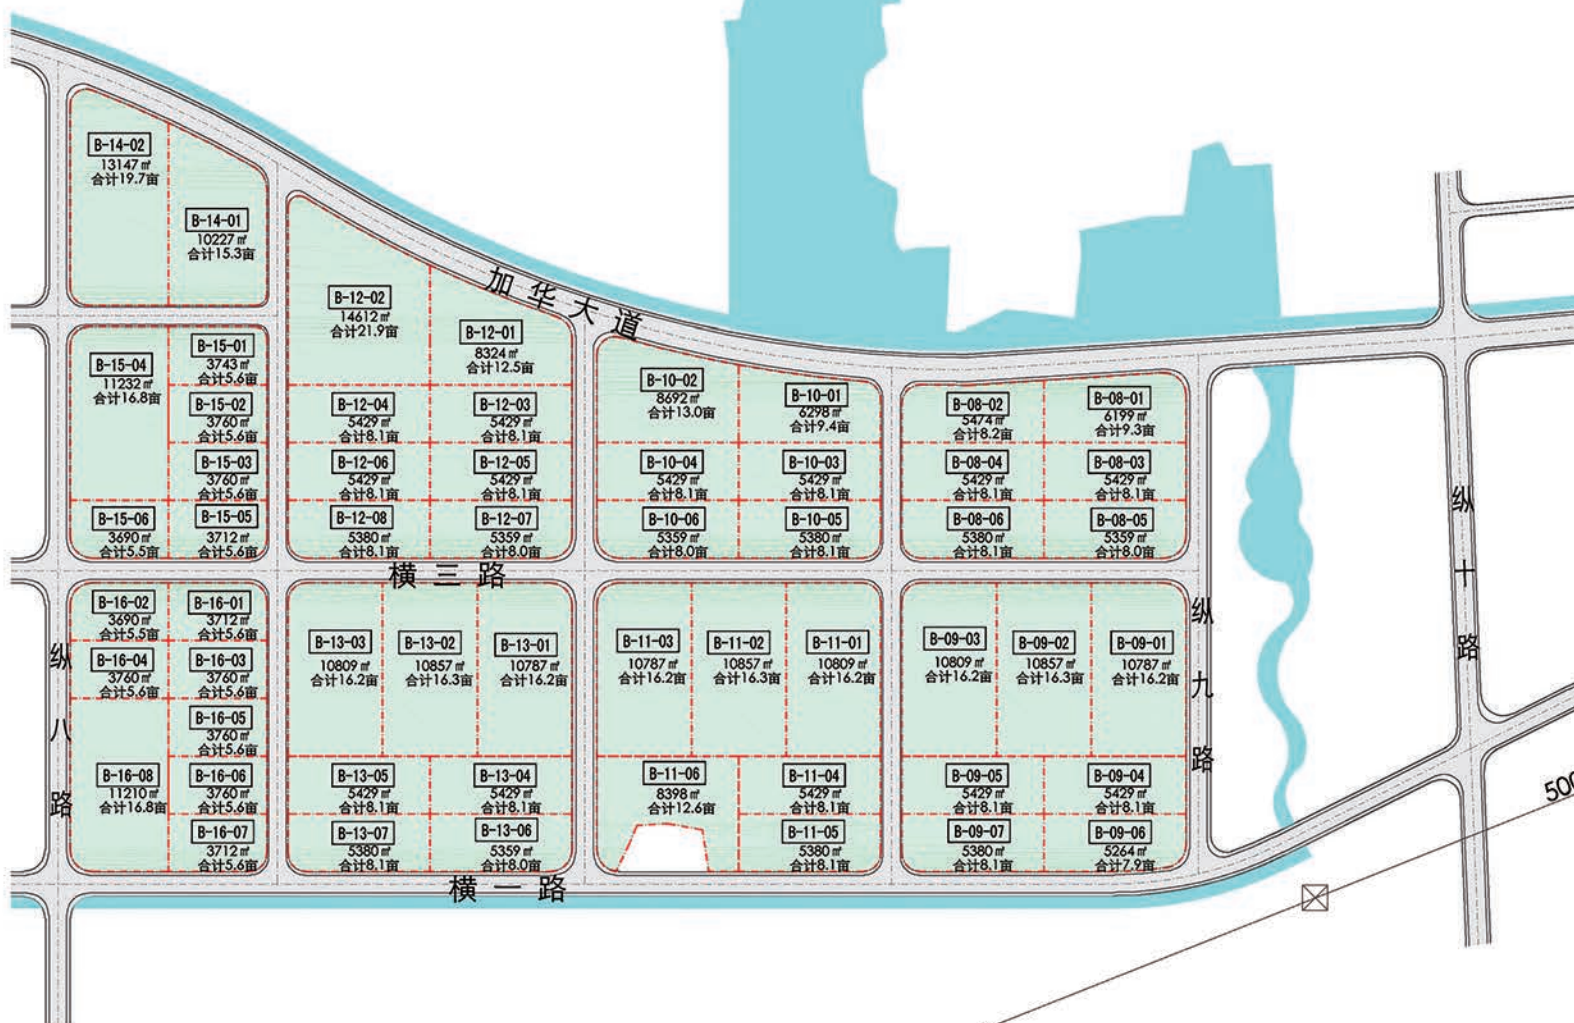 B-14-02
13147㎡
合计19.7亩
B-14-01
10227㎡
合计15.3亩
B-12-02
14612㎡
合计21.9亩
B-12-01
8324㎡
合计12.5亩
加华大道
B-15-04
11232㎡
合计16.8亩
B-15-01
3743㎡
合计5.6亩
B-15-02
3760㎡
合计5.6亩
B-15-03
3760㎡
合计5.6亩
B-15-06
3690㎡
合计5.5亩
B-15-05
3712㎡
合计5.6亩
B-12-04
5429㎡
合计8.1亩
B-12-03
5429㎡
合计8.1亩
B-12-06
5429㎡
合计8.1亩
B-12-05
5429㎡
合计8.1亩
B-12-08
5380㎡
合计8.1亩
B-12-07
5359㎡
合计8.0亩
B-10-02
8692㎡
合计13.0亩
B-10-01
6298㎡
合计9.4亩
B-10-04
5429㎡
合计8.1亩
B-10-03
5429㎡
合计8.1亩
B-10-06
5359㎡
合计8.0亩
B-10-05
5380㎡
合计8.1亩
B-08-02
5474㎡
合计8.2亩
B-08-01
6199㎡
合计9.3亩
B-08-04
5429㎡
合计8.1亩
B-08-03
5429㎡
合计8.1亩
B-08-06
5380㎡
合计8.1亩
B-08-05
5359㎡
合计8.0亩
横三路
纵十路
B-16-02
3690㎡
合计5.5亩
B-16-01
3712㎡
合计5.6亩
B-16-04
3760㎡
合计5.6亩
B-16-03
3760㎡
合计5.6亩
B-16-05
3760㎡
合计5.6亩
B-16-08
11210㎡
合计16.8亩
B-16-06
3760㎡
合计5.6亩
B-16-07
3712㎡
合计5.6亩
纵八路
B-13-03
10809㎡
合计16.2亩
B-13-02
10857㎡
合计16.3亩
B-13-01
10787㎡
合计16.2亩
B-13-05
5429㎡
合计8.1亩
B-13-04
5429㎡
合计8.1亩
B-13-07
5380㎡
合计8.1亩
B-13-06
5359㎡
合计8.0亩
B-11-03
10787㎡
合计16.2亩
B-11-02
10857㎡
合计16.3亩
B-11-01
10809㎡
合计16.2亩
B-11-06
8398㎡
合计12.6亩
B-11-04
5429㎡
合计8.1亩
B-11-05
5380㎡
合计8.1亩
B-09-03
10809㎡
合计16.2亩
B-09-02
10857㎡
合计16.3亩
B-09-01
10787㎡
合计16.2亩
B-09-05
5429㎡
合计8.1亩
B-09-04
5429㎡
合计8.1亩
B-09-07
5380㎡
合计8.1亩
B-09-06
5264㎡
合计7.9亩
纵九路
横一路
500